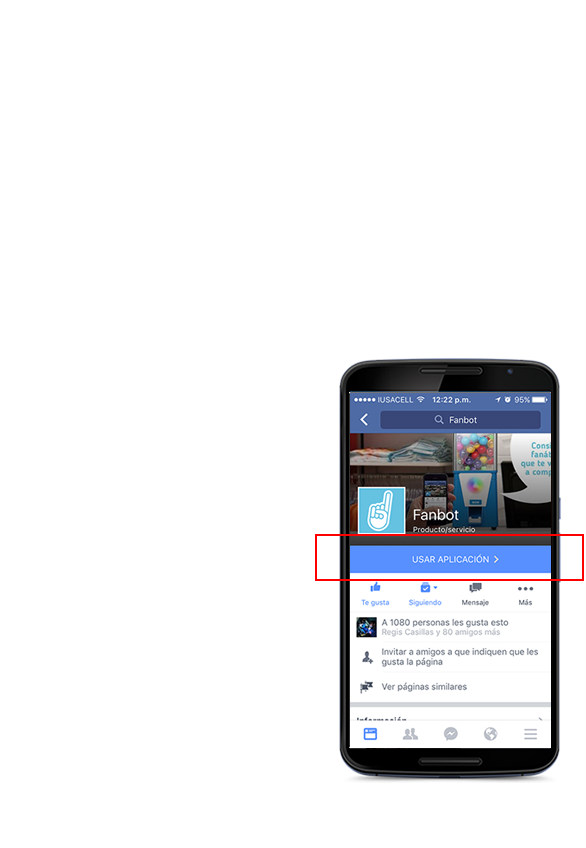 IUSACELL 12:22 p.m. 95%
Fanbot
Consi
fanát
que te v
a comp
Fanbot
Producto/servicio
USAR APLICACIÓN
Te gusta Siguiendo Mensaje Más
A 1080 personas les gusta esto
Regis Casillas y 80 amigos más
Invitar a amigos a que indiquen que les
gusta la página
Ver páginas similares
Información